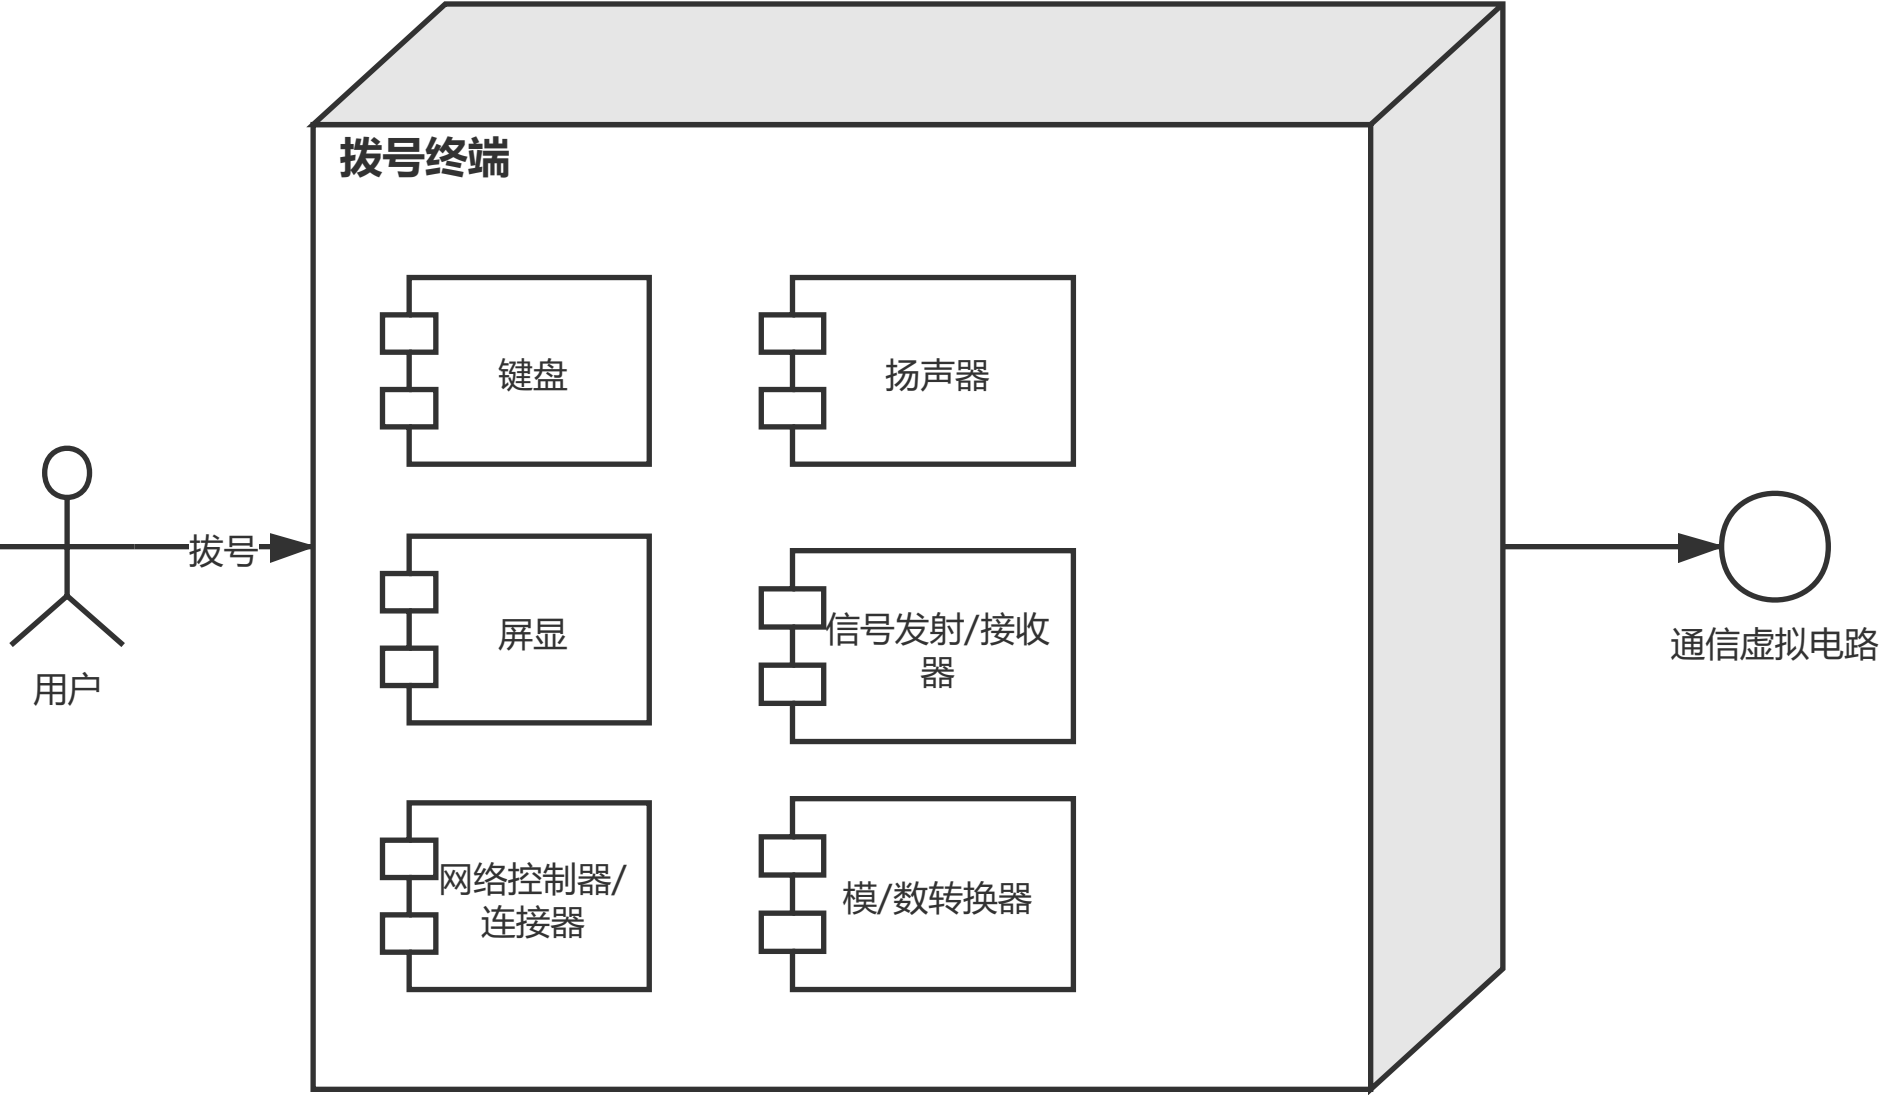 拨号终端
键盘
扬声器
拨号
屏显
信号发射/接收
器
通信虚拟电路
用户
网络控制器/
连接器
模/数转换器